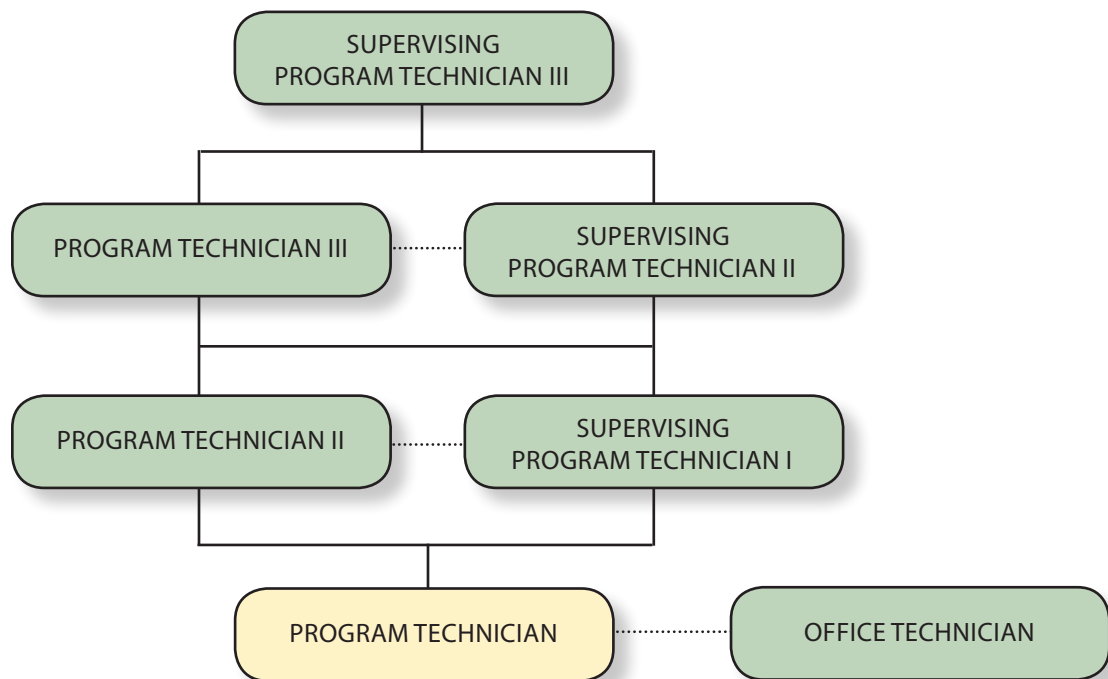 SUPERVISING
PROGRAM TECHNICIAN III
PROGRAM TECHNICIAN III
SUPERVISING
PROGRAM TECHNICIAN II
PROGRAM TECHNICIAN II
SUPERVISING
PROGRAM TECHNICIAN I
PROGRAM TECHNICIAN
OFFICE TECHNICIAN